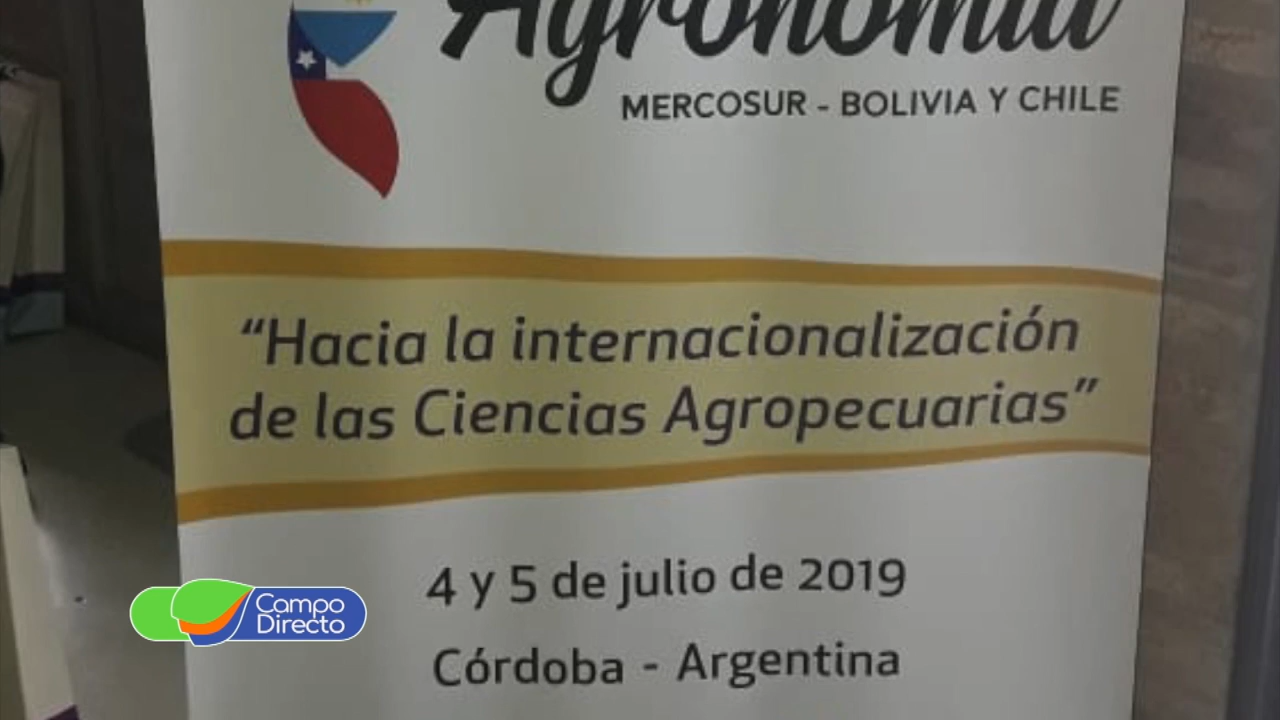 Agronomía
MERCOSUR - BOLIVIA Y CHILE
“Hacia la internacionalización
de las Ciencias Agropecuarias”
4 y 5 de julio de 2019
Córdoba - Argentina
Campo
Directo